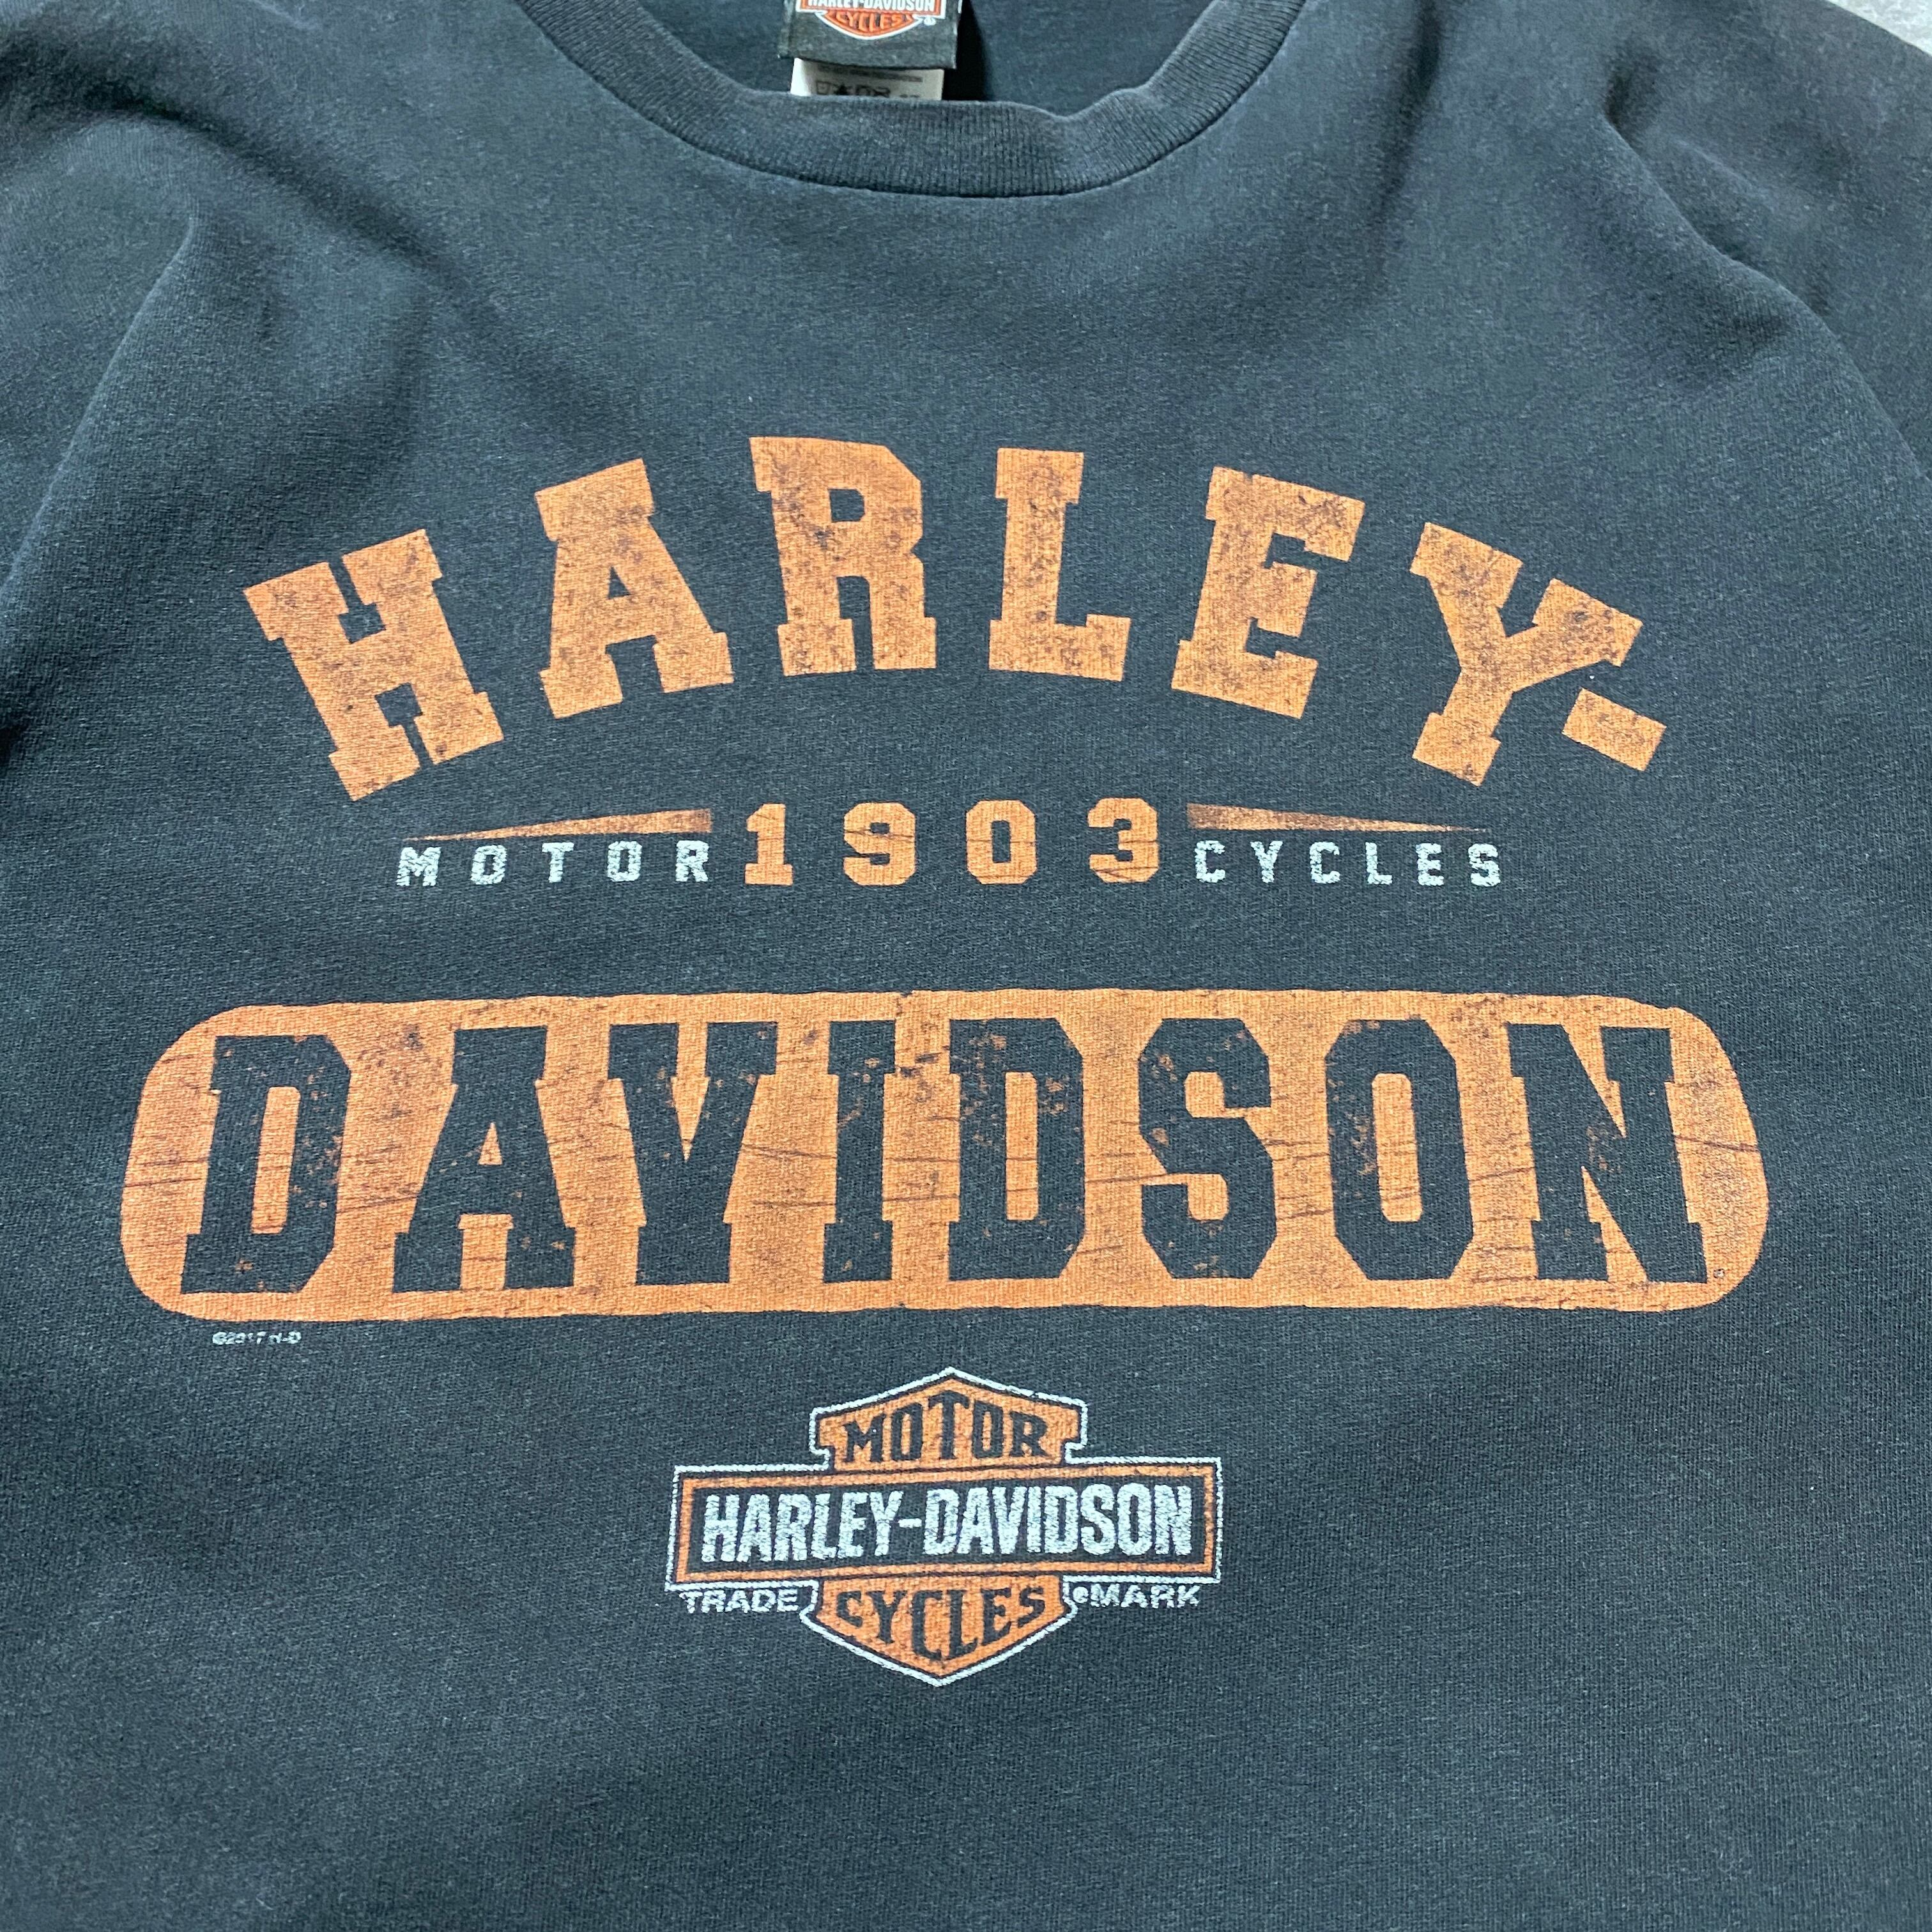 HARLEY-DAVIDSON
CYCLES®
HARLEY-
MOTOR 1903 CYCLES
DAVIDSON
©2017 H-D
MOTOR
HARLEY-DAVIDSON
TRADE CYCLES ®MARK